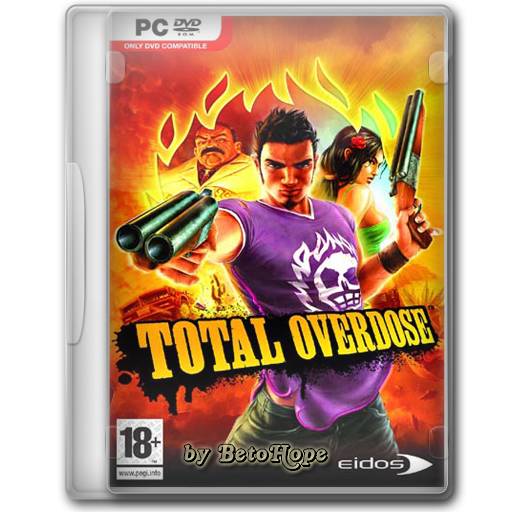 PC DVD
ROM
ONLY DVD COMPATIBLE
TOTAL OVERDOSE
18+
www.pegi.info
by BetoHope
eidos